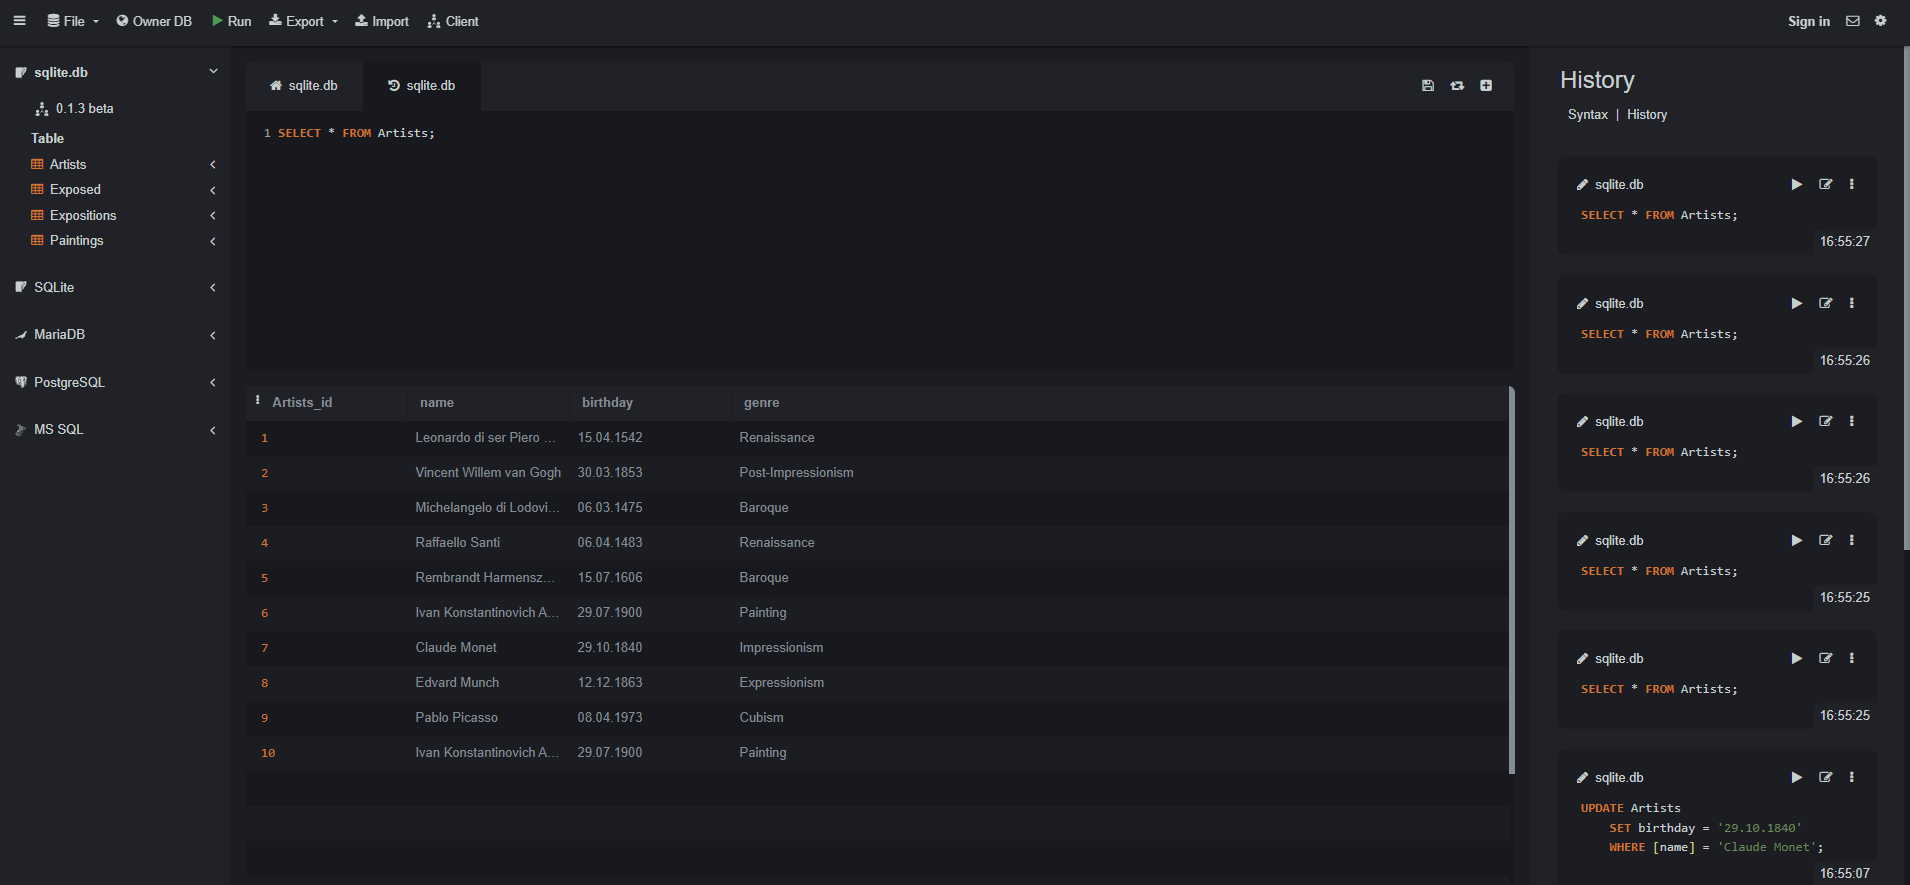 File Owner DB Run Export Import Client Sign in
sqlite.db
0.1.3 beta
Table
Artists
Exposed
Expositions
Paintings
SQLite
MariaDB
PostgreSQL
MS SQL
sqlite.db sqlite.db
1 SELECT * FROM Artists;
Artists_id name birthday genre
1 Leonardo di ser Piero ... 15.04.1542 Renaissance
2 Vincent Willem van Gogh 30.03.1853 Post-Impressionism
3 Michelangelo di Lodovi... 06.03.1475 Baroque
4 Raffaello Santi 06.04.1483 Renaissance
5 Rembrandt Harmensz... 15.07.1606 Baroque
6 Ivan Konstantinovich A... 29.07.1900 Painting
7 Claude Monet 29.10.1840 Impressionism
8 Edvard Munch 12.12.1863 Expressionism
9 Pablo Picasso 08.04.1973 Cubism
10 Ivan Konstantinovich A... 29.07.1900 Painting
History
Syntax | History
sqlite.db
SELECT * FROM Artists;
16:55:27
sqlite.db
SELECT * FROM Artists;
16:55:26
sqlite.db
SELECT * FROM Artists;
16:55:26
sqlite.db
SELECT * FROM Artists;
16:55:25
sqlite.db
SELECT * FROM Artists;
16:55:25
sqlite.db
UPDATE Artists
SET birthday = '29.10.1840'
WHERE [name] = 'Claude Monet';
16:55:07